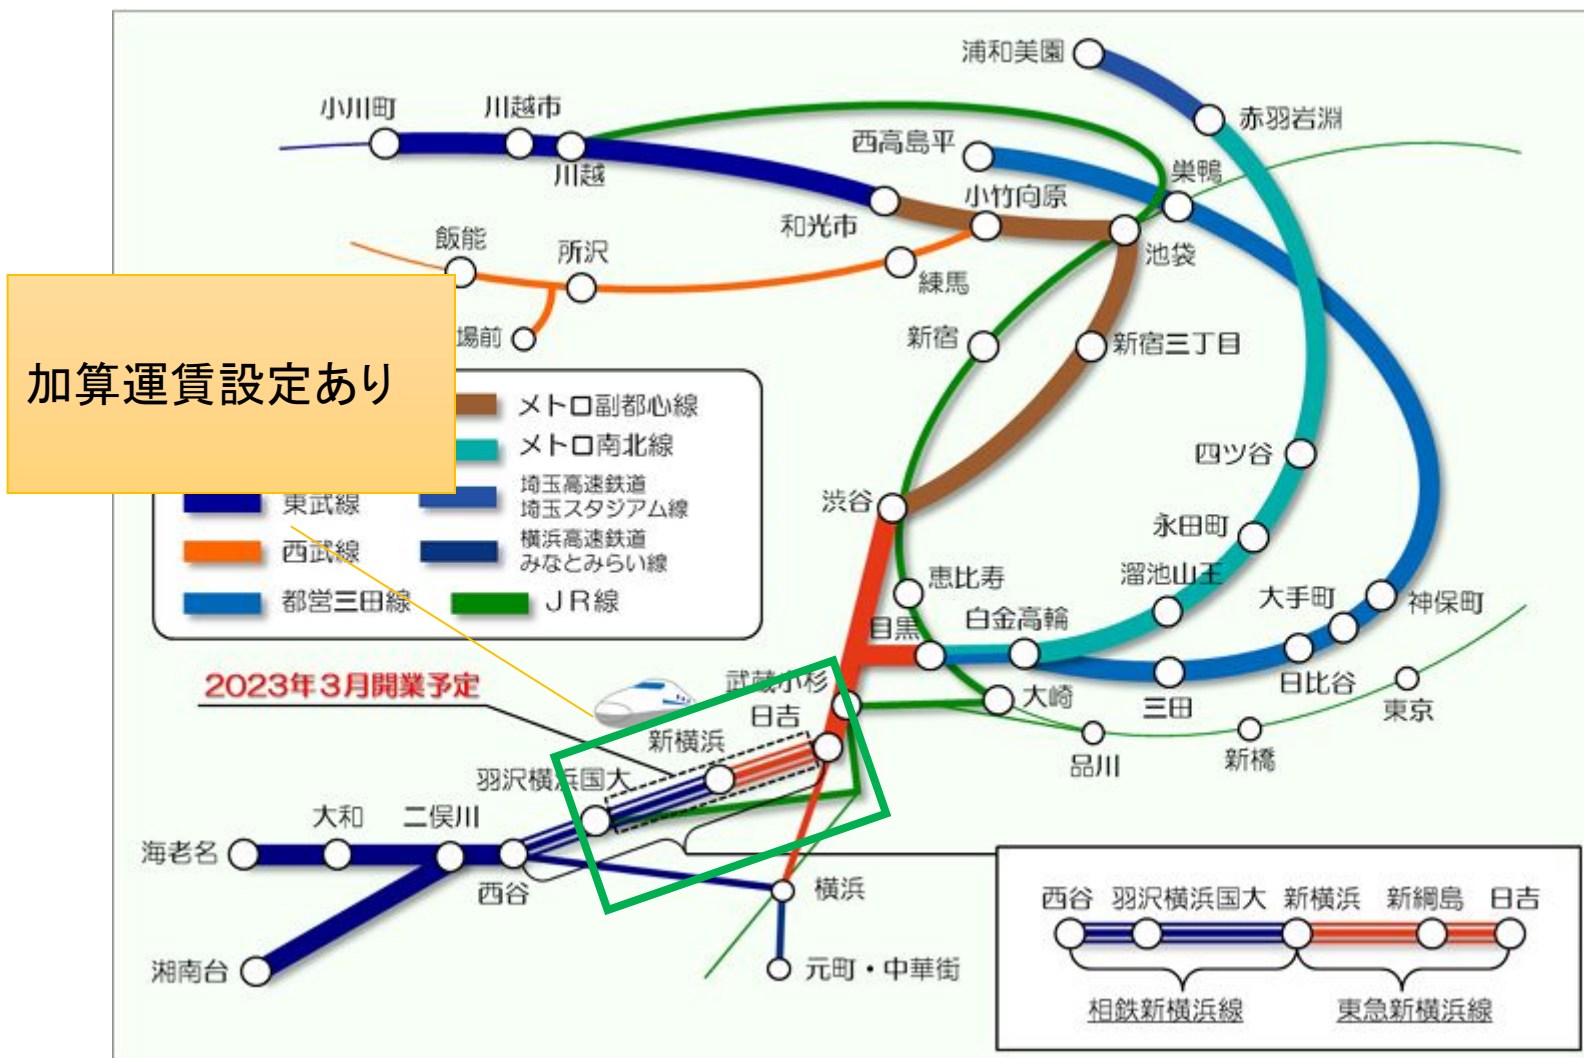 浦和美園
小川町
川越市
赤羽岩淵
西高島平
川越
巣鴨
小竹向原
和光市
飯能
所沢
池袋
練馬
場前
新宿
新宿三丁目
加算運賃設定あり
メトロ副都心線
メトロ南北線
四ツ谷
埼玉高速鉄道
埼玉スタジアム線
東武線
渋谷
永田町
横浜高速鉄道
みなとみらい線
西武線
溜池山王
恵比寿
大手町
神保町
都営三田線
JR線
白金高輪
目黒
日比谷
2023年3月開業予定
武蔵小杉
大崎
三田
東京
日吉
新横浜
品川
新橋
羽沢横浜国大
大和
二俣川
海老名
西谷
横浜
西谷
羽沢横浜国大
新横浜
新綱島
日吉
湘南台
元町・中華街
相鉄新横浜線
東急新横浜線